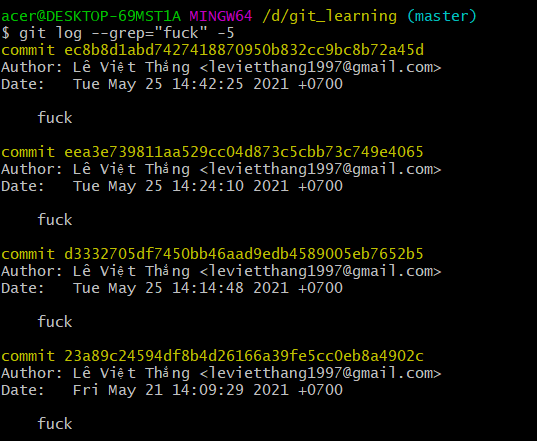 acer@DESKTOP-69MST1A MINGW64 /d/git_learning (master)
$ git log --grep="fuck" -5
commit ec8b8d1abd7427418870950b832cc9bc8b72a45d
Author: Lê Việt Thắng <levietthang1997@gmail.com>
Date:   Tue May 25 14:42:25 2021 +0700

    fuck

commit eea3e739811aa529cc04d873c5cbb73c749e4065
Author: Lê Việt Thắng <levietthang1997@gmail.com>
Date:   Tue May 25 14:24:10 2021 +0700

    fuck

commit d3332705df7450bb46aad9edb4589005eb7652b5
Author: Lê Việt Thắng <levietthang1997@gmail.com>
Date:   Tue May 25 14:14:48 2021 +0700

    fuck

commit 23a89c24594df8b4d26166a39fe5cc0eb8a4902c
Author: Lê Việt Thắng <levietthang1997@gmail.com>
Date:   Fri May 21 14:09:29 2021 +0700

    fuck